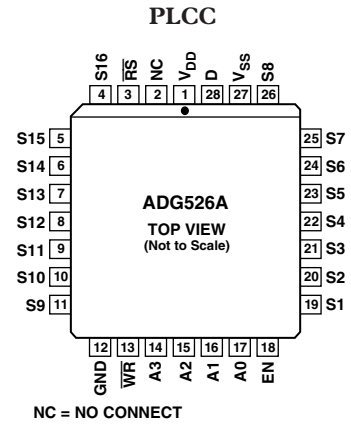 PLCC
S16 R̅S̅ NC VDD D VSS S8
4 3 2 1 28 27 26
S15 5
S14 6
S13 7
S12 8
S11 9
S10 10
S9 11
ADG526A
TOP VIEW
(Not to Scale)
25 S7
24 S6
23 S5
22 S4
21 S3
20 S2
19 S1
12 13 14 15 16 17 18
GND W̅R̅ A3 A2 A1 A0 EN
NC = NO CONNECT